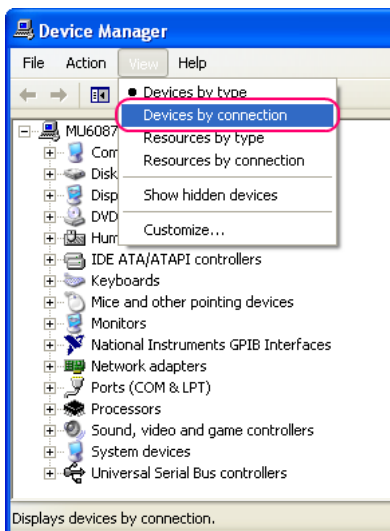 Device Manager
File Action View Help
Devices by type
Devices by connection
Resources by type
Resources by connection
Show hidden devices
Customize...
MU6087
Com
Disk
Disp
DVD
Hum
IDE ATA/ATAPI controllers
Keyboards
Mice and other pointing devices
Monitors
National Instruments GPIB Interfaces
Network adapters
Ports (COM & LPT)
Processors
Sound, video and game controllers
System devices
Universal Serial Bus controllers
Displays devices by connection.